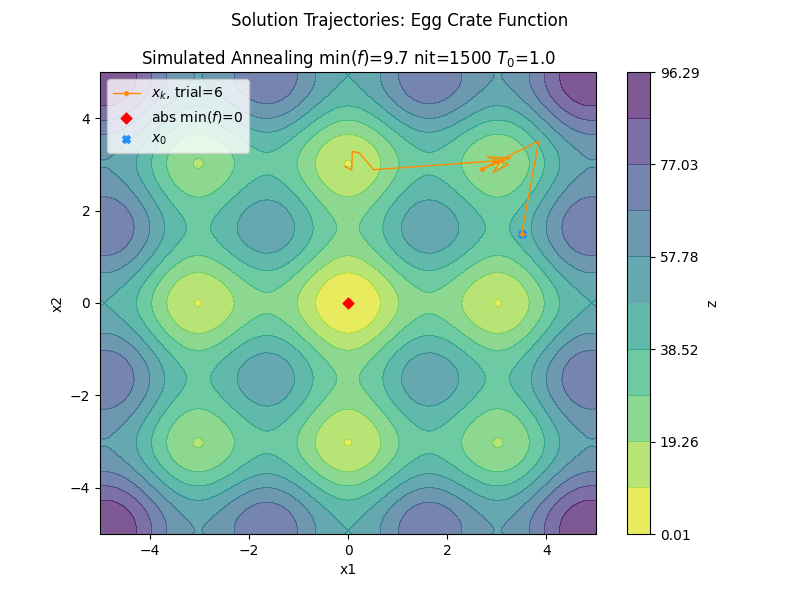 Solution Trajectories: Egg Crate Function
Simulated Annealing min(f)=9.7 nit=1500 T₀=1.0
xₖ, trial=6
abs min(f)=0
x₀
4
2
0
−2
−4
x2
−4
−2
0
2
4
x1
96.29
77.03
57.78
38.52
19.26
0.01
z